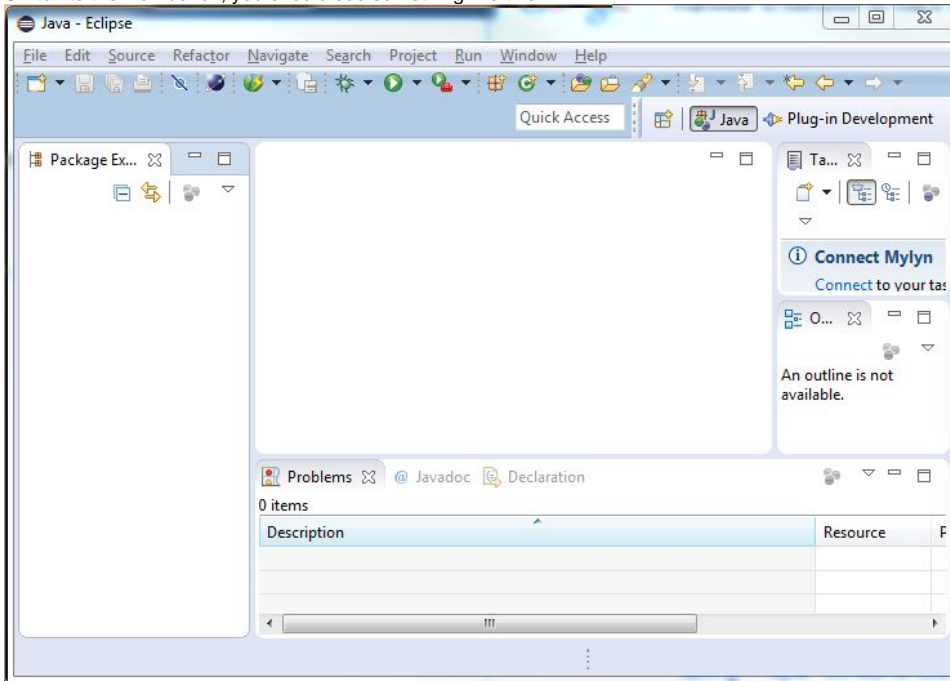 Java - Eclipse
File Edit Source Refactor Navigate Search Project Run Window Help
Quick Access
Java
Plug-in Development
Package Ex...
Ta...
Connect Mylyn
Connect to your tas
O...
An outline is not
available.
Problems @ Javadoc Declaration
0 items
Description Resource